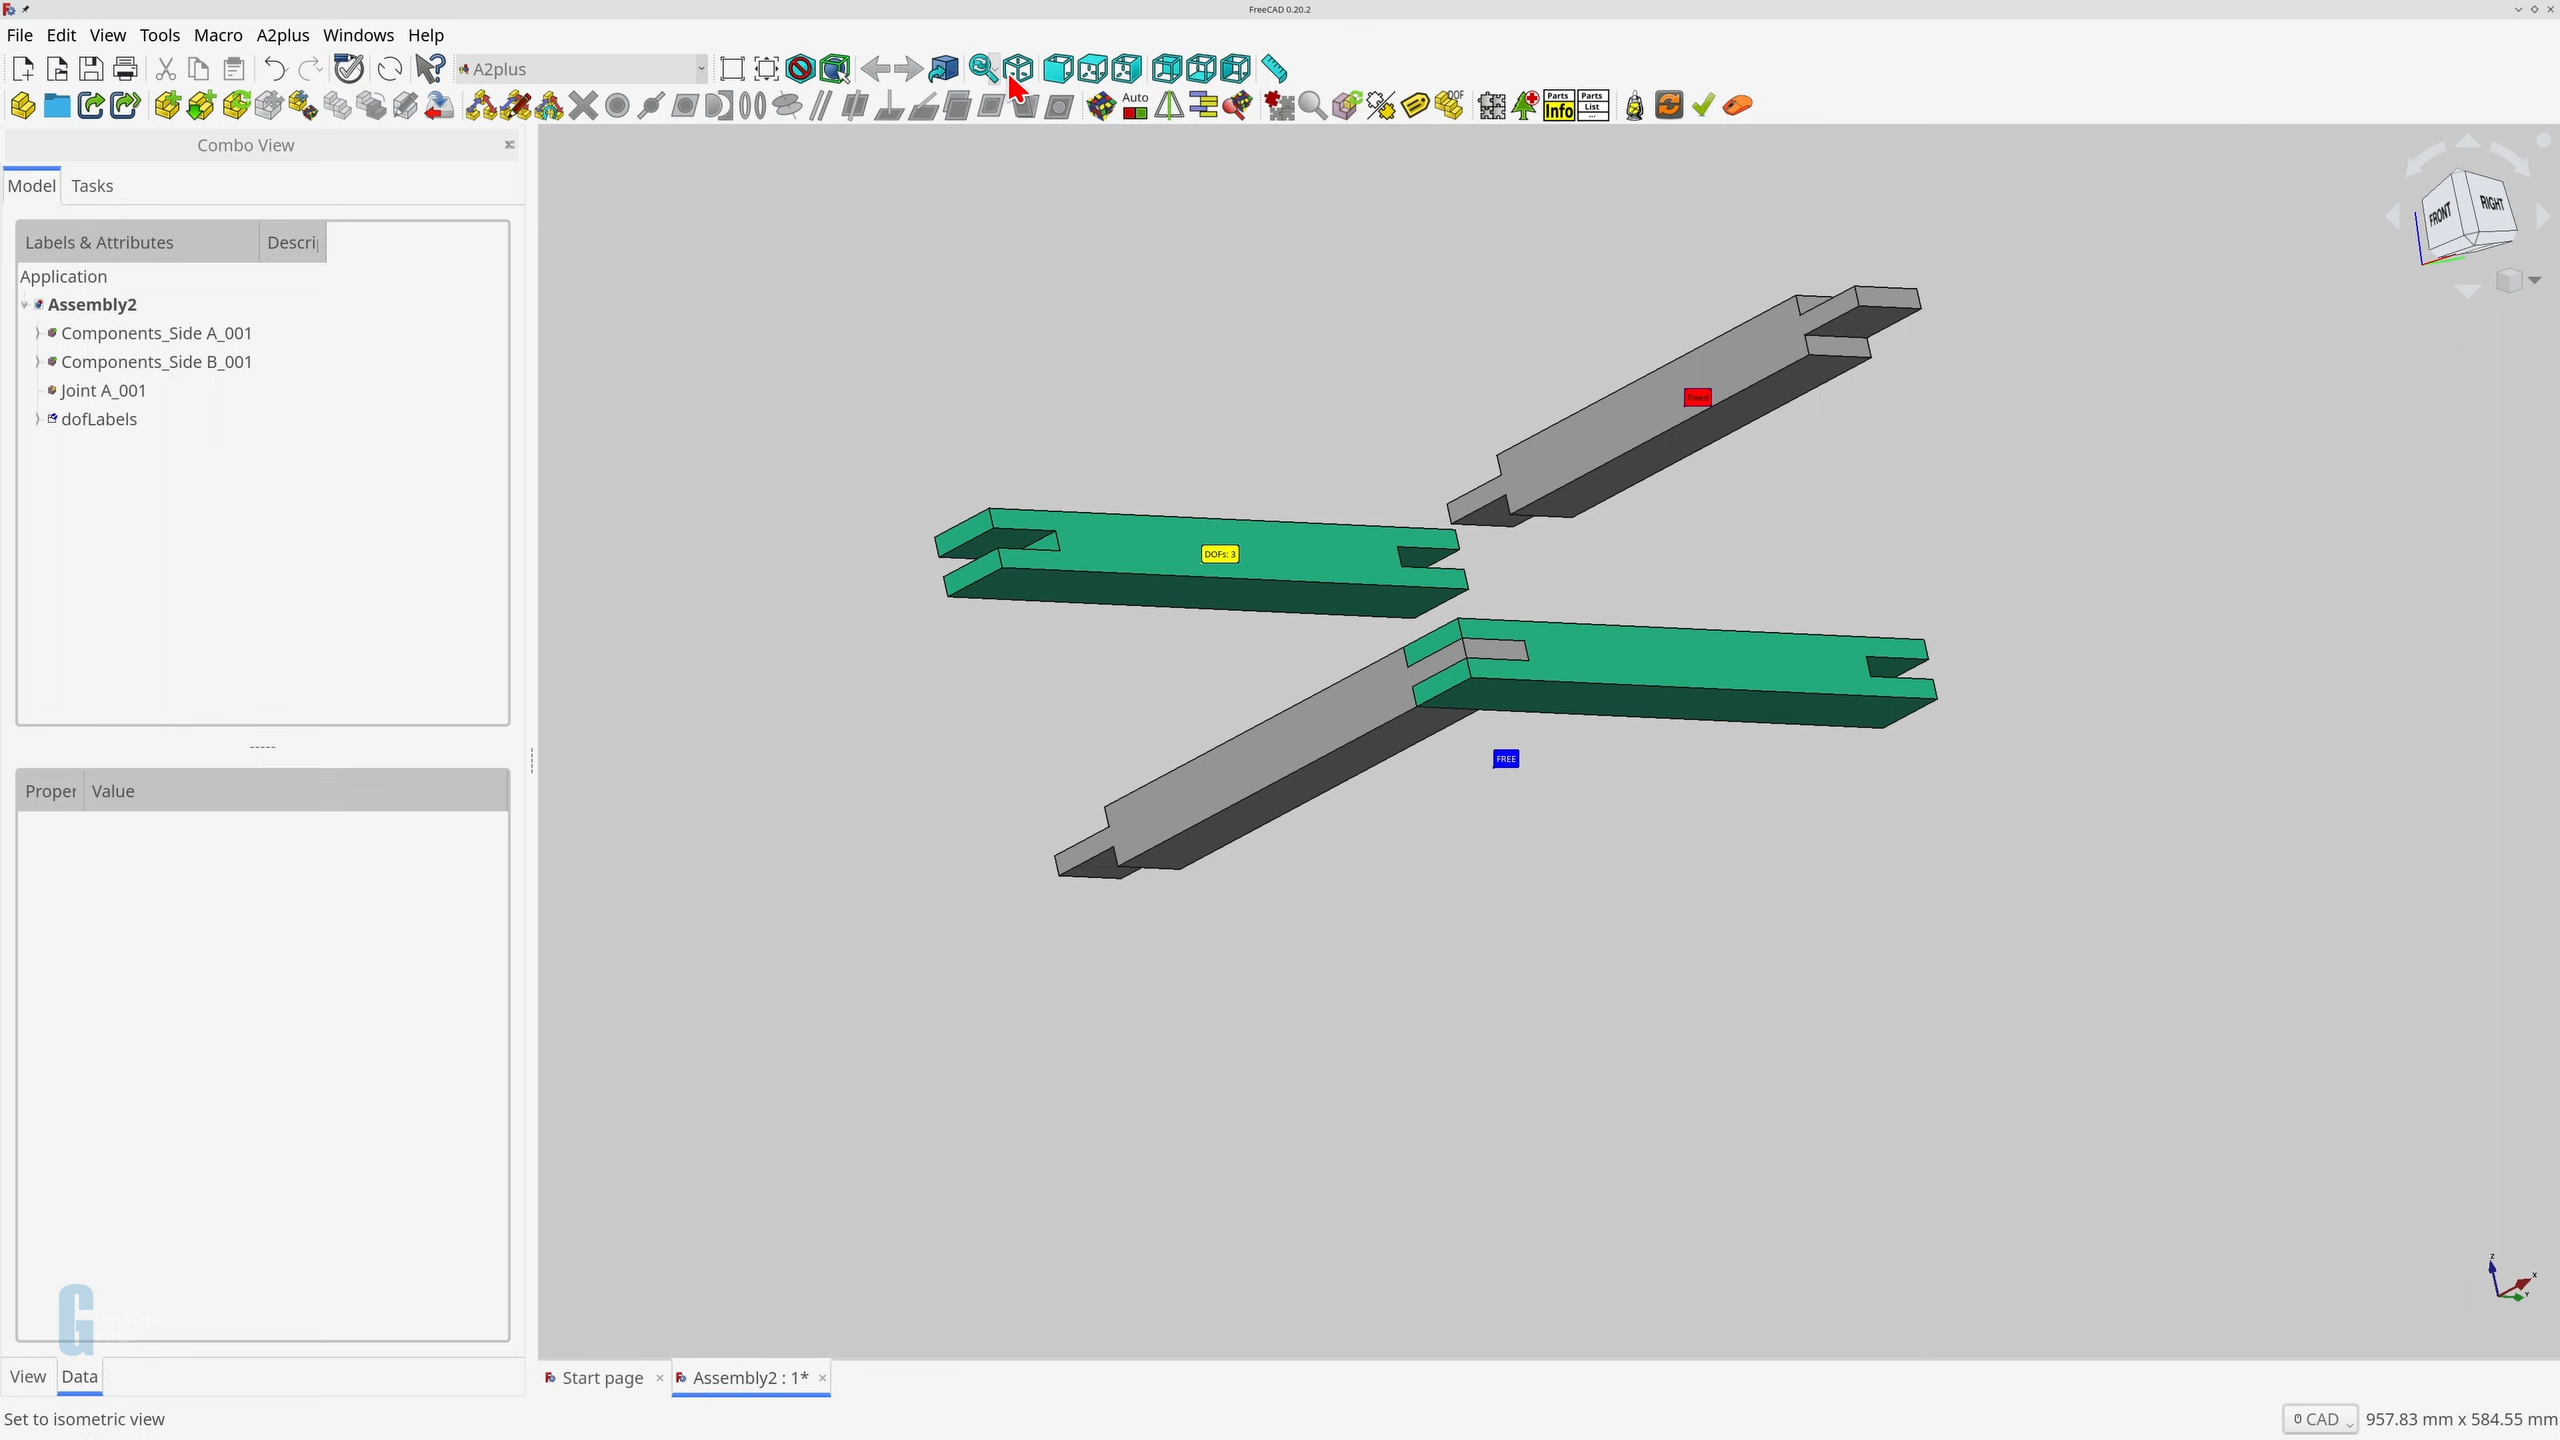 FreeCAD 0.20.2
File Edit View Tools Macro A2plus Windows Help
A2plus
Auto
DOF
Parts
Info
Parts
List
...
Combo View
Model Tasks
Labels & Attributes Descri
Application
Assembly2
Components_Side A_001
Components_Side B_001
Joint A_001
dofLabels
Proper Value
View Data
FRONT RIGHT
Fixed
DOFs: 3
FREE
z
x
Y
G
Start page
Assembly2 : 1*
Set to isometric view
CAD
957.83 mm x 584.55 mm